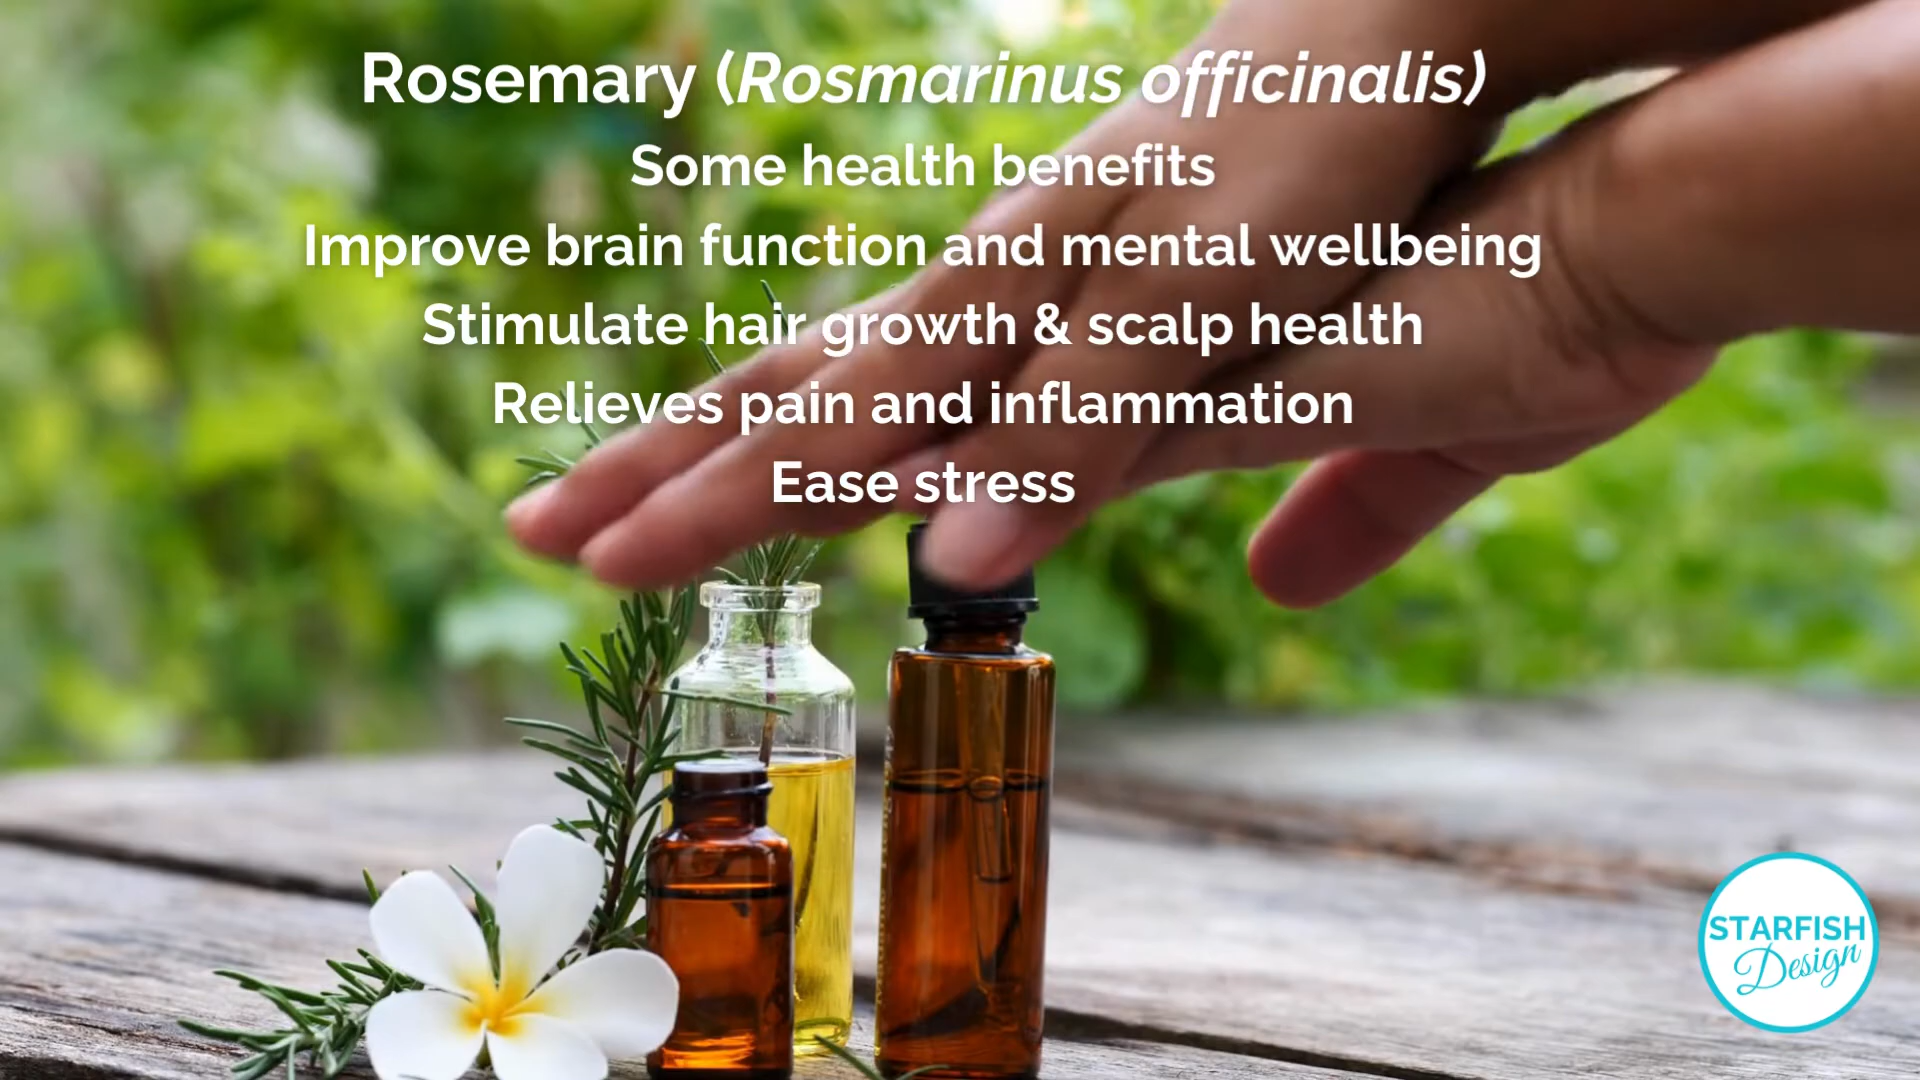 Rosemary (Rosmarinus officinalis)
Some health benefits
Improve brain function and mental wellbeing
Stimulate hair growth & scalp health
Relieves pain and inflammation
Ease stress
STARFISH
Design